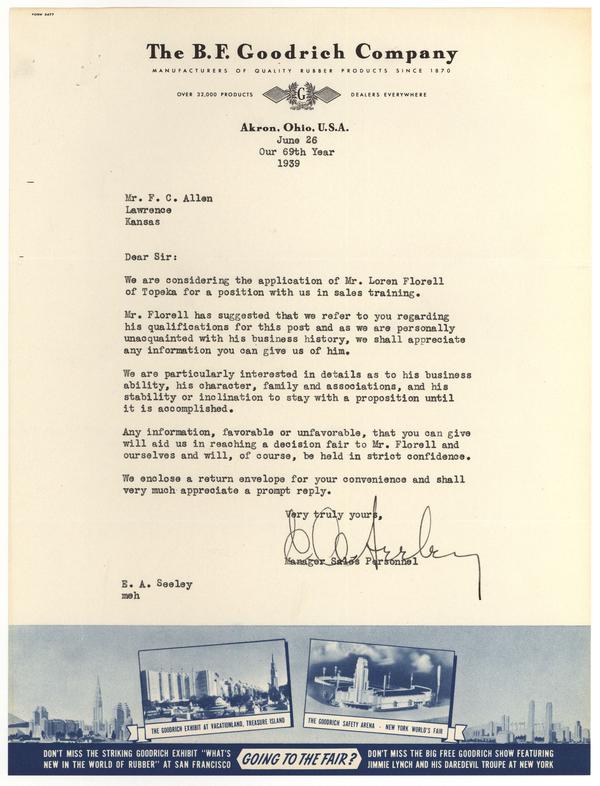 FORM 5477
The B.F. Goodrich Company
MANUFACTURERS OF QUALITY RUBBER PRODUCTS SINCE 1870
OVER 32,000 PRODUCTS G DEALERS EVERYWHERE
Akron, Ohio, U.S.A.
June 26
Our 69th Year
1939
Mr. F. C. Allen
Lawrence
Kansas
Dear Sir:
We are considering the application of Mr. Loren Florell
of Topeka for a position with us in sales training.
Mr. Florell has suggested that we refer to you regarding
his qualifications for this post and as we are personally
unacquainted with his business history, we shall appreciate
any information you can give us of him.
We are particularly interested in details as to his business
ability, his character, family and associations, and his
stability or inclination to stay with a proposition until
it is accomplished.
Any information, favorable or unfavorable, that you can give
will aid us in reaching a decision fair to Mr. Florell and
ourselves and will, of course, be held in strict confidence.
We enclose a return envelope for your convenience and shall
very much appreciate a prompt reply.
Very truly yours,
E A Seeley
Manager Sales Personnel
E. A. Seeley
meh
THE GOODRICH EXHIBIT AT VACATIONLAND, TREASURE ISLAND
THE GOODRICH SAFETY ARENA - NEW YORK WORLD'S FAIR
DON'T MISS THE STRIKING GOODRICH EXHIBIT "WHAT'S
NEW IN THE WORLD OF RUBBER" AT SAN FRANCISCO
GOING TO THE FAIR?
DON'T MISS THE BIG FREE GOODRICH SHOW FEATURING
JIMMIE LYNCH AND HIS DAREDEVIL TROUPE AT NEW YORK